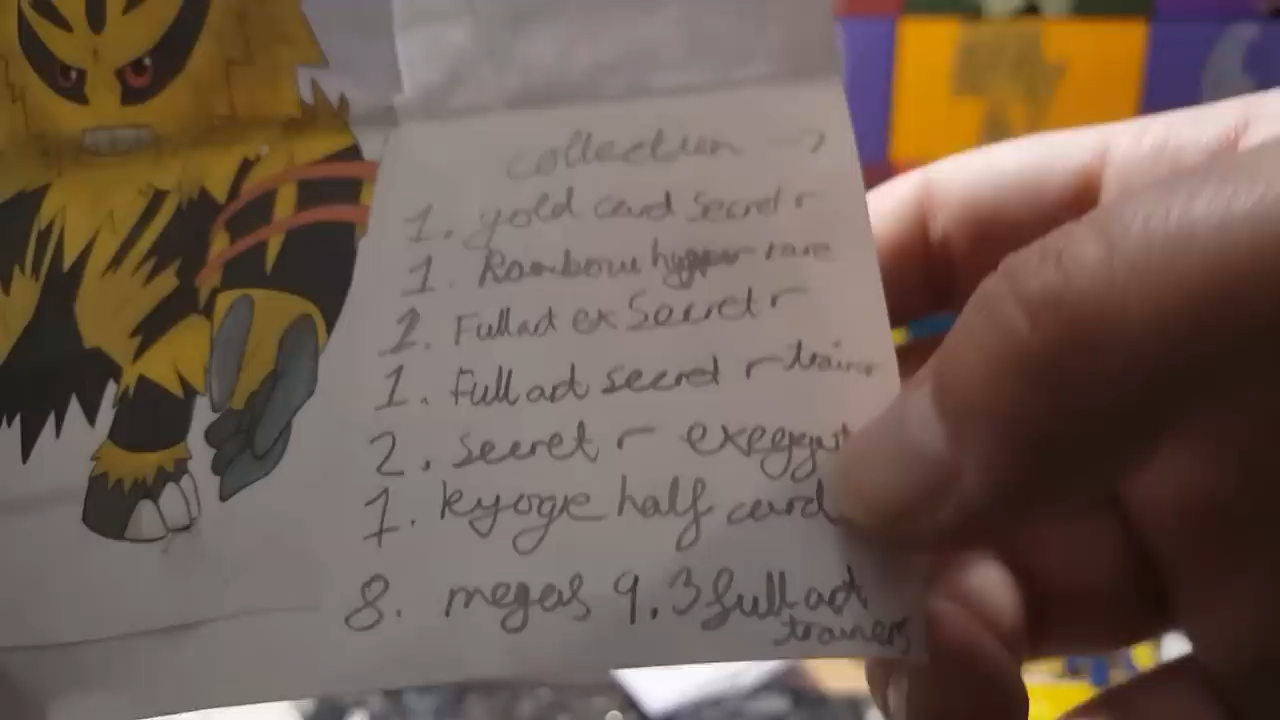 collection ->
1. gold card secret r
1. Rainbow hyper rare
1. Full art ex Secret r
1. Full art secret r trainer
2. secret r
1. kyogre half card
8. megas 9. 3 full art
trainers